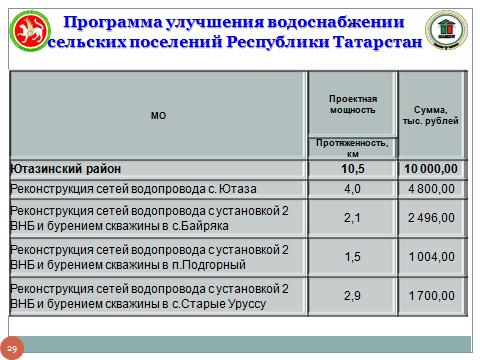 Программа улучшения водоснабжении
сельских поселений Республики Татарстан
МО
Проектная
мощность
Сумма,
тыс. рублей
Протяженность,
км
Ютазинский район 10,5 10 000,00
Реконструкция сетей водопровода с. Ютаза 4,0 4 800,00
Реконструкция сетей водопровода с установкой 2
ВНБ и бурением скважины в с.Байряка 2,1 2 496,00
Реконструкция сетей водопровода с установкой 2
ВНБ и бурением скважины в п.Подгорный 1,5 1 004,00
Реконструкция сетей водопровода с установкой 2
ВНБ и бурением скважины в с.Старые Уруссу 2,9 1 700,00
29